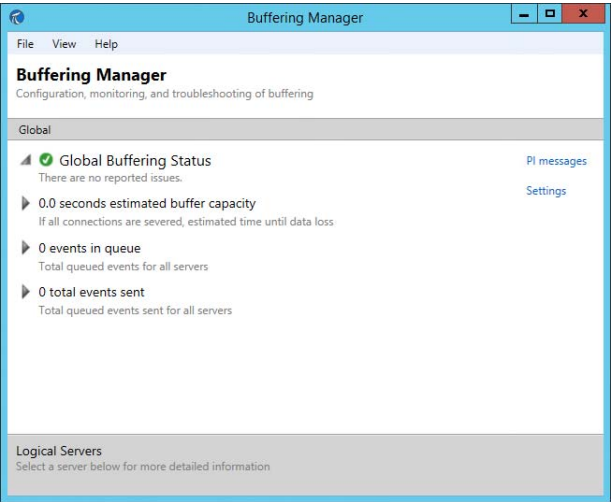 Buffering Manager
File View Help
Buffering Manager
Configuration, monitoring, and troubleshooting of buffering
Global
Global Buffering Status
There are no reported issues.
PI messages
Settings
0.0 seconds estimated buffer capacity
If all connections are severed, estimated time until data loss
0 events in queue
Total queued events for all servers
0 total events sent
Total queued events sent for all servers
Logical Servers
Select a server below for more detailed information